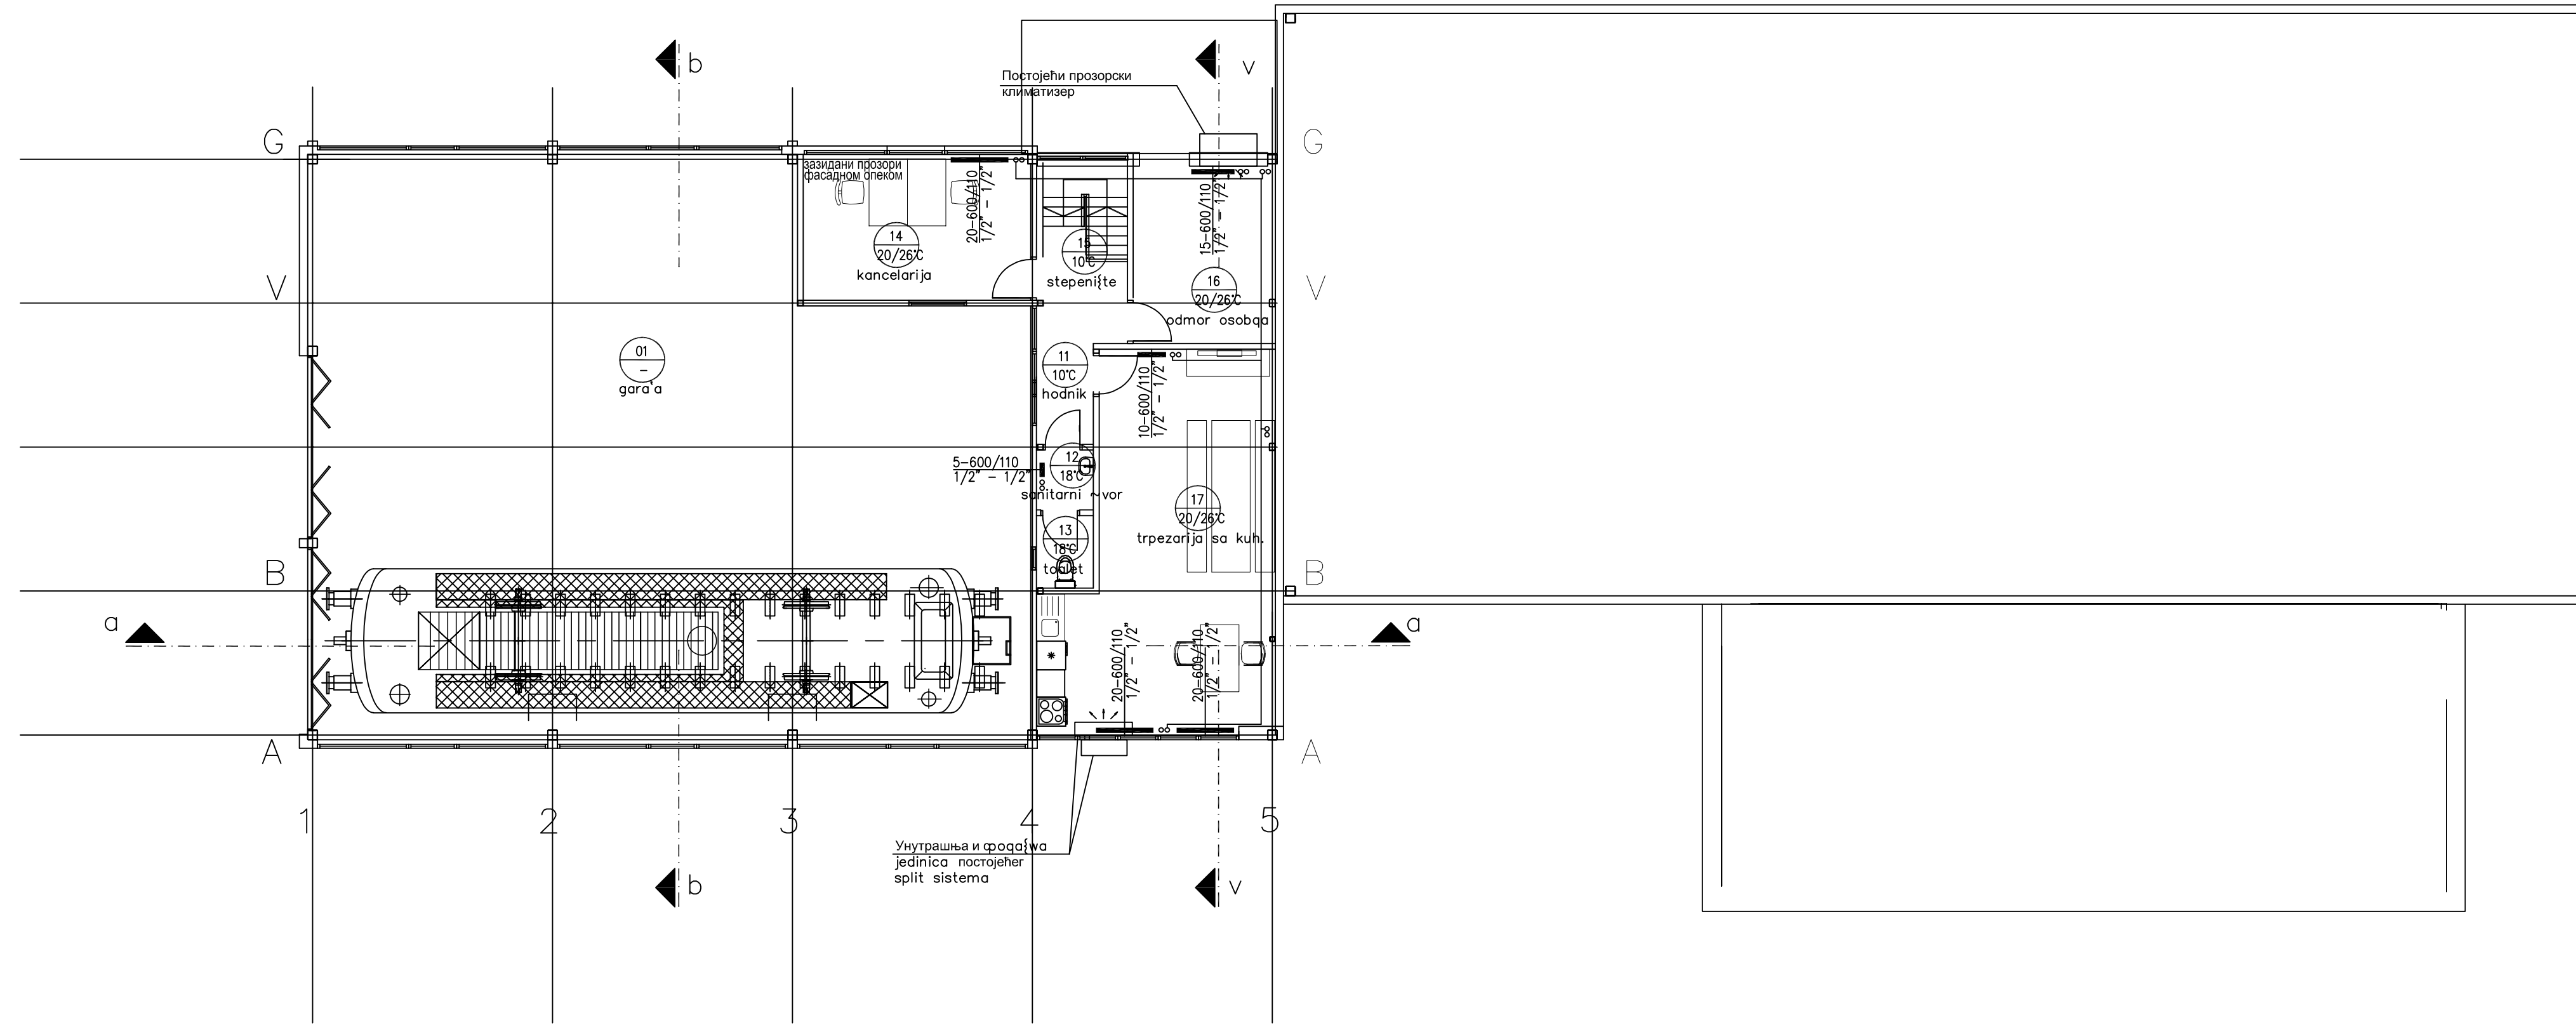 b
v
Постојећи прозорски
климатизер
G
G
зазидани прозори
фасадном опеком
20-600/110
1/2" - 1/2"
15-600/110
1/2" - 1/2"
14
20/26°C
kancelarija
15
10°C
stepeni{te
16
20/26°C
odmor osobqa
V
V
01
-
gara'a
11
10°C
hodnik
10-600/110
1/2" - 1/2"
5-600/110
1/2" - 1/2"
12
18°C
sanitarni ~vor
17
20/26°C
trpezarija sa kuh.
13
18°C
toalet
B
B
a
a
20-600/110
1/2" - 1/2"
20-600/110
1/2" - 1/2"
A
A
1
2
3
4
5
Унутрашња и
jedinica постојећег
split sistema
b
v